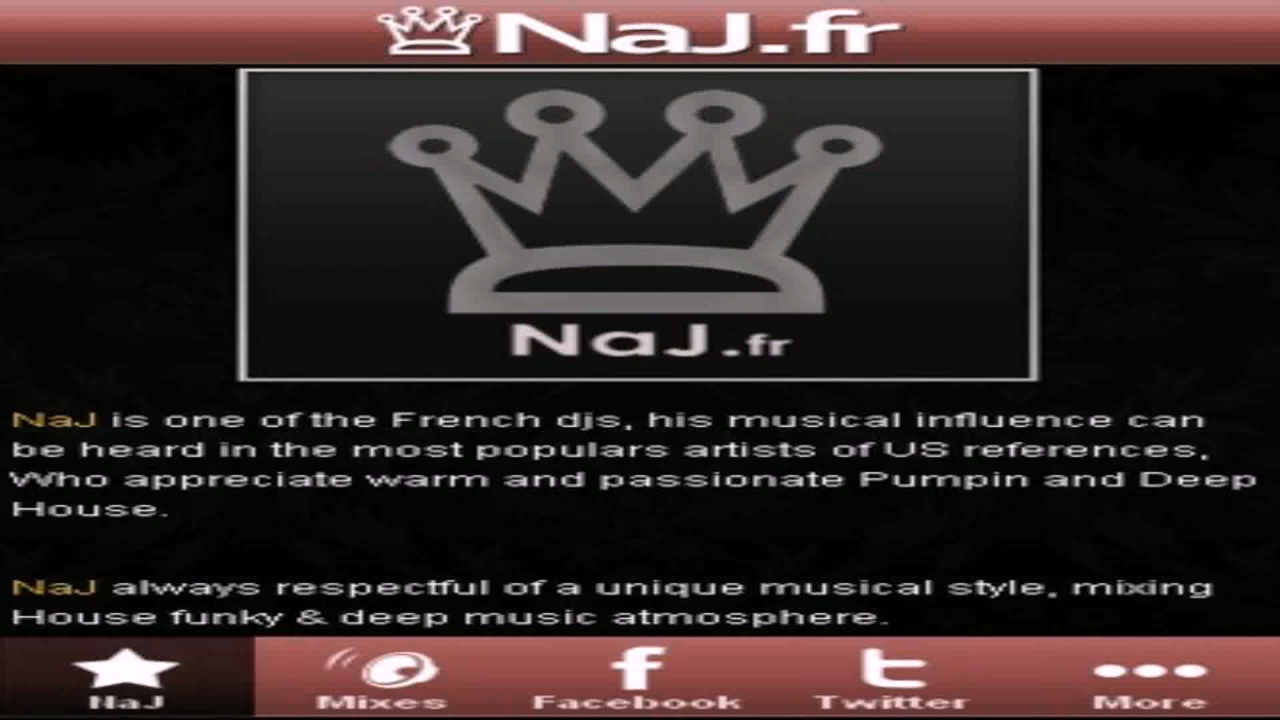 NaJ.fr
NaJ.fr
NaJ is one of the French djs, his musical influence can
be heard in the most populars artists of US references,
Who appreciate warm and passionate Pumpin and Deep
House.
NaJ always respectful of a unique musical style, mixing
House funky & deep music atmosphere.
NaJ Mixes Facebook Twitter More